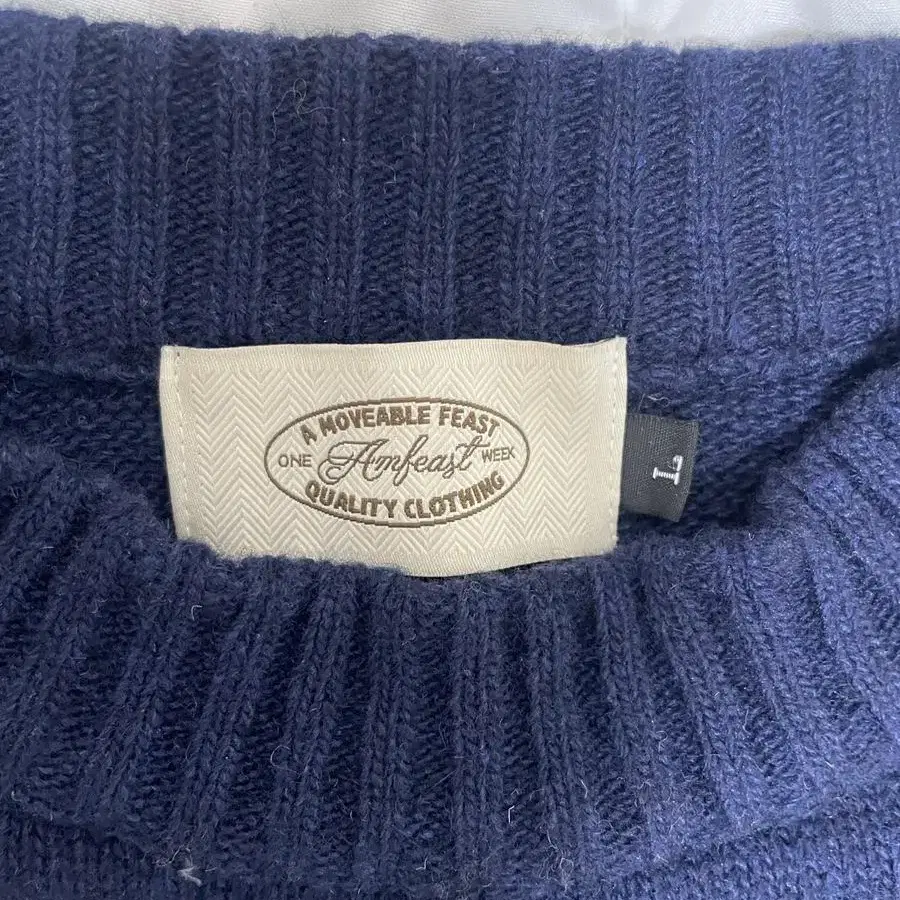 A MOVEABLE FEAST
ONE Amfeast WEEK
QUALITY CLOTHING
L